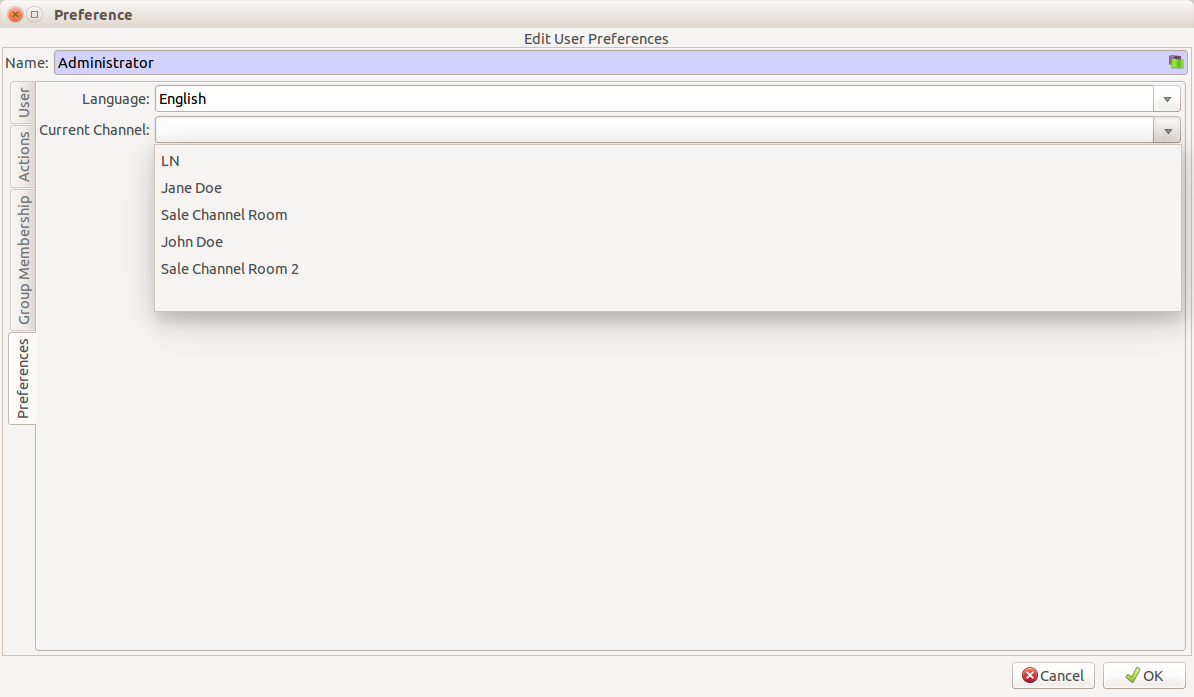 Preference
Edit User Preferences
Name: Administrator
User
Actions
Group Membership
Preferences
Language: English
Current Channel:
LN
Jane Doe
Sale Channel Room
John Doe
Sale Channel Room 2
Cancel
OK